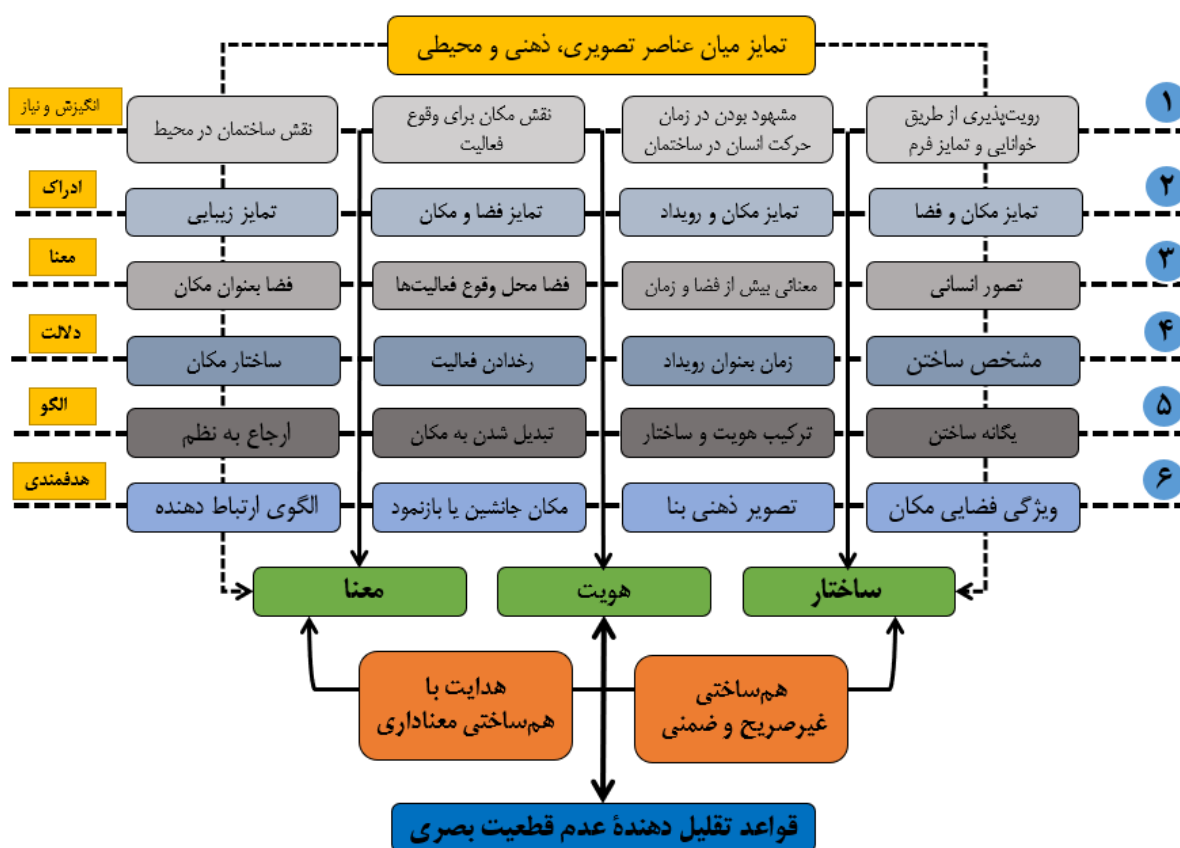 تمایز میان عناصر تصویری، ذهنی و محیطی
۱
رویت‌پذیری از طریق
خوانایی و تمایز فرم
مشهود بودن در زمان
حرکت انسان در ساختمان
نقش مکان برای وقوع
فعالیت
نقش ساختمان در محیط
انگیزش و نیاز
۲
تمایز مکان و فضا
تمایز مکان و رویداد
تمایز فضا و مکان
تمایز زیبایی
ادراک
۳
تصور انسانی
معنائی بیش از فضا و زمان
فضا محل وقوع فعالیت‌ها
فضا بعنوان مکان
معنا
۴
مشخص ساختن
زمان بعنوان رویداد
رخدادن فعالیت
ساختار مکان
دلالت
۵
یگانه ساختن
ترکیب هویت و ساختار
تبدیل شدن به مکان
ارجاع به نظم
الگو
۶
ویژگی فضایی مکان
تصویر ذهنی بنا
مکان جانشین یا بازنمود
الگوی ارتباط دهنده
هدفمندی
ساختار
هویت
معنا
هم‌ساختی
غیرصریح و ضمنی
هدایت با
هم‌ساختی معناداری
قواعد تقلیل دهندهٔ عدم قطعیت بصری